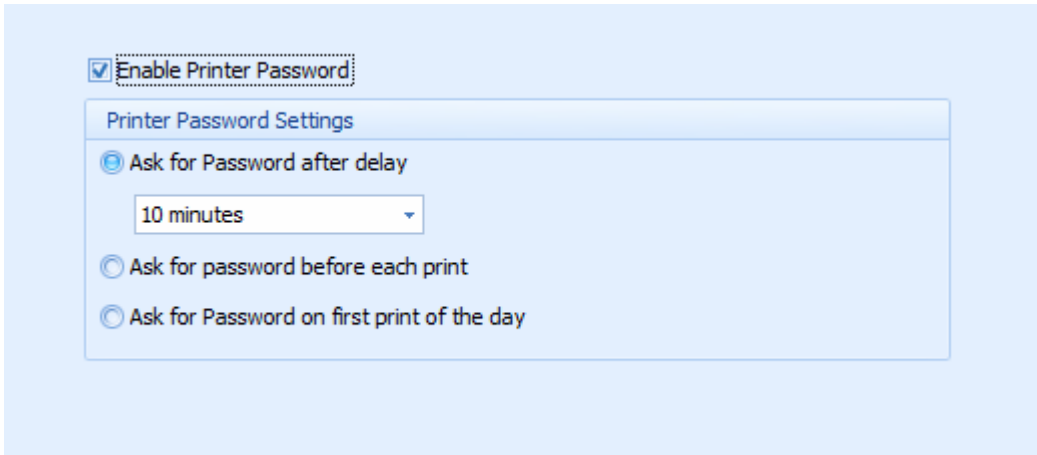 Enable Printer Password
Printer Password Settings
Ask for Password after delay
10 minutes
Ask for password before each print
Ask for Password on first print of the day